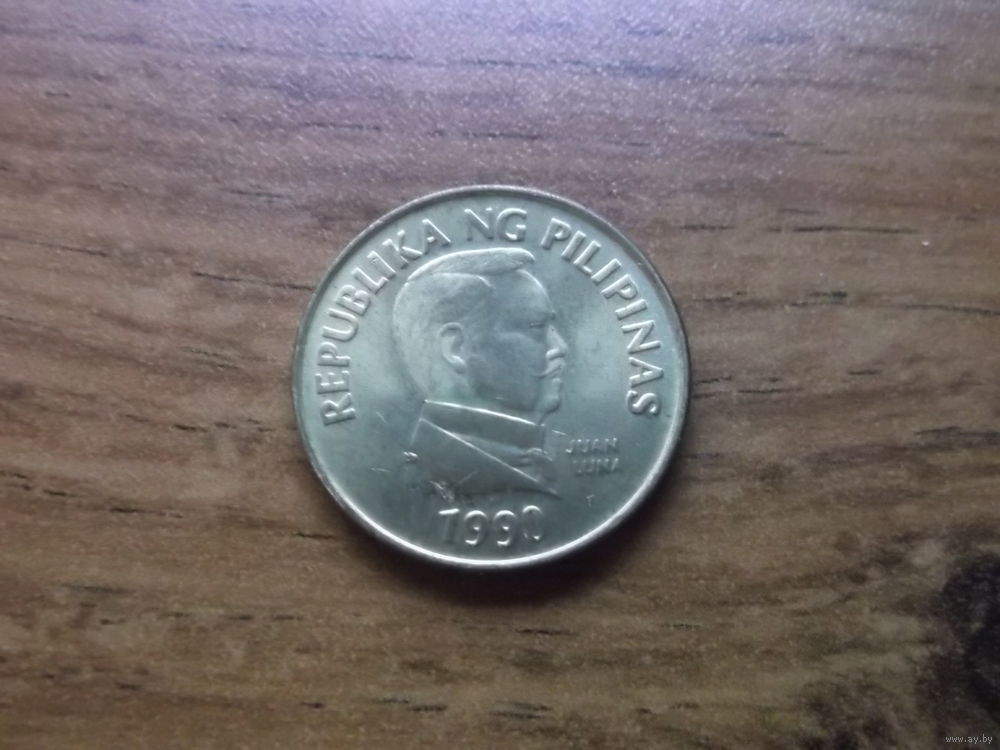 REPUBLIKA NG PILIPINAS
JUAN
LUNA
1990
www.ay.by